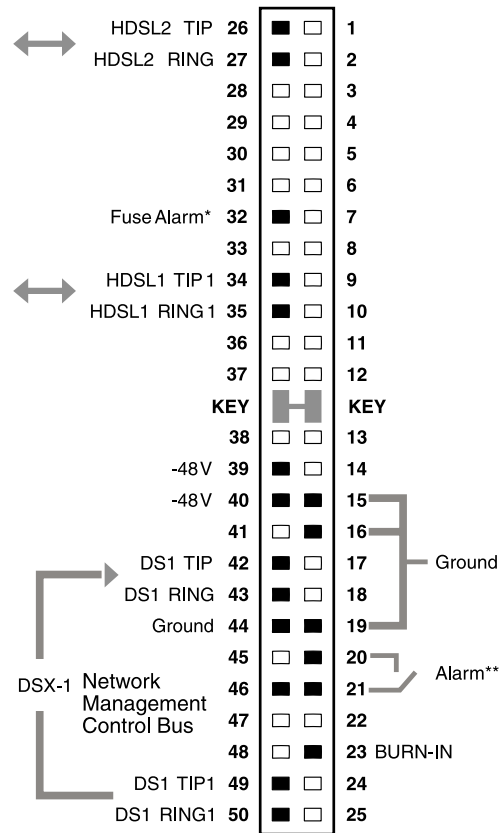 HDSL2 TIP 26 1
HDSL2 RING 27 2
28 3
29 4
30 5
31 6
Fuse Alarm* 32 7
33 8
HDSL1 TIP 1 34 9
HDSL1 RING 1 35 10
36 11
37 12
KEY KEY
38 13
-48V 39 14
-48V 40 15
41 16
DS1 TIP 42 17
Ground
DS1 RING 43 18
Ground 44 19
45 20
Alarm**
DSX-1 Network
Management
Control Bus
46 21
47 22
48 23 BURN-IN
DS1 TIP1 49 24
DS1 RING1 50 25